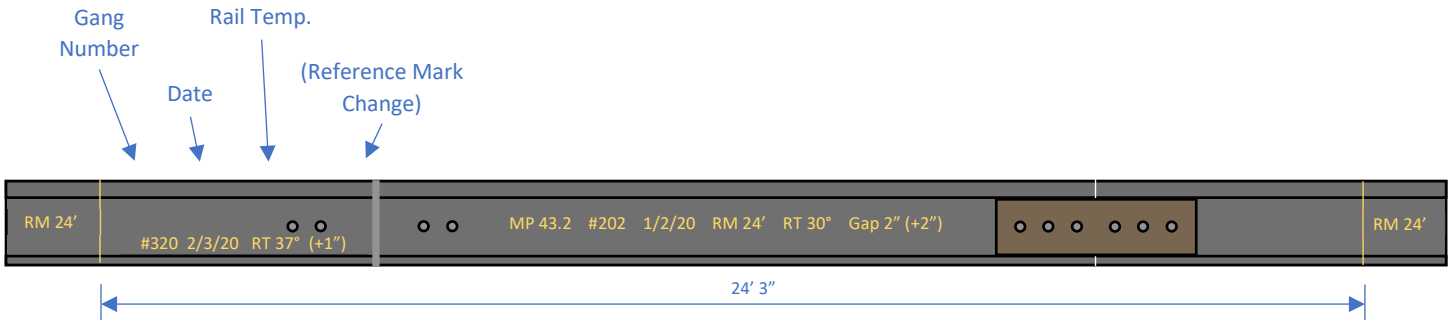 Gang
Number
Rail Temp.
Date
(Reference Mark
Change)
RM 24’
#320 2/3/20 RT 37° (+1”)
MP 43.2 #202 1/2/20 RM 24’ RT 30° Gap 2” (+2”)
RM 24’
24’ 3”